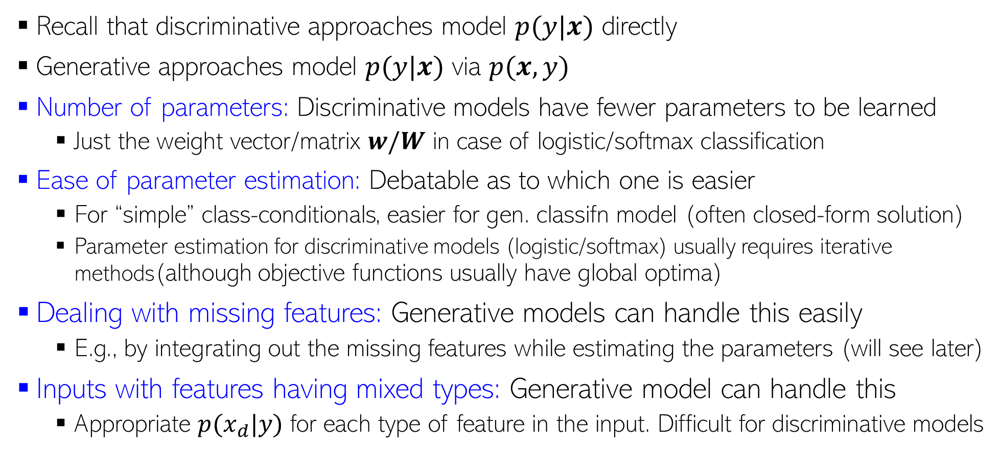 ▪ Recall that discriminative approaches model p(y|x) directly
▪ Generative approaches model p(y|x) via p(x, y)
▪ Number of parameters: Discriminative models have fewer parameters to be learned
▪ Just the weight vector/matrix w/W in case of logistic/softmax classification
▪ Ease of parameter estimation: Debatable as to which one is easier
▪ For “simple” class-conditionals, easier for gen. classifn model (often closed-form solution)
▪ Parameter estimation for discriminative models (logistic/softmax) usually requires iterative
methods (although objective functions usually have global optima)
▪ Dealing with missing features: Generative models can handle this easily
▪ E.g., by integrating out the missing features while estimating the parameters (will see later)
▪ Inputs with features having mixed types: Generative model can handle this
▪ Appropriate p(x_d|y) for each type of feature in the input. Difficult for discriminative models